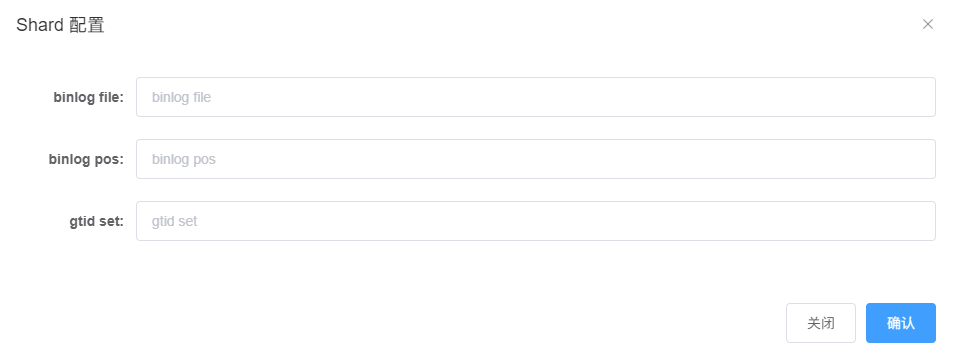 Shard 配置
binlog file: binlog file
binlog pos: binlog pos
gtid set: gtid set
关闭 确认